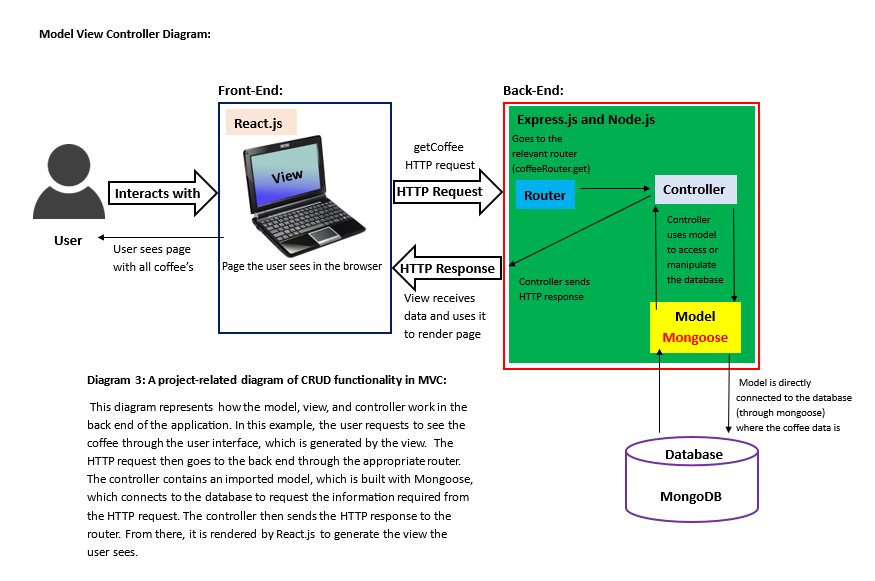 Model View Controller Diagram:
Front-End:
Back-End:
React.js
View
Page the user sees in the browser
User
Interacts with
User sees page
with all coffee’s
getCoffee
HTTP request
HTTP Request
HTTP Response
View receives
data and uses it
to render page
Express.js and Node.js
Goes to the
relevant router
(coffeeRouter.get)
Router
Controller
Controller
uses model
to access or
manipulate
the database
Controller sends
HTTP response
Model
Mongoose
Model is directly
connected to the database
(through mongoose)
where the coffee data is
Database
MongoDB
Diagram 3: A project-related diagram of CRUD functionality in MVC:
This diagram represents how the model, view, and controller work in the
back end of the application. In this example, the user requests to see the
coffee through the user interface, which is generated by the view. The
HTTP request then goes to the back end through the appropriate router.
The controller contains an imported model, which is built with Mongoose,
which connects to the database to request the information required from
the HTTP request. The controller then sends the HTTP response to the
router. From there, it is rendered by React.js to generate the view the
user sees.